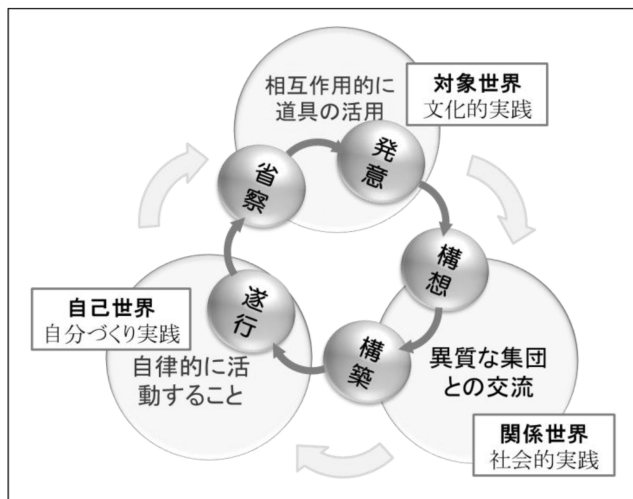 相互作用的に
道具の活用
対象世界
文化的実践
省察
発意
構想
構築
遂行
異質な集団
との交流
関係世界
社会的実践
自己世界
自分づくり実践
自律的に活
動すること